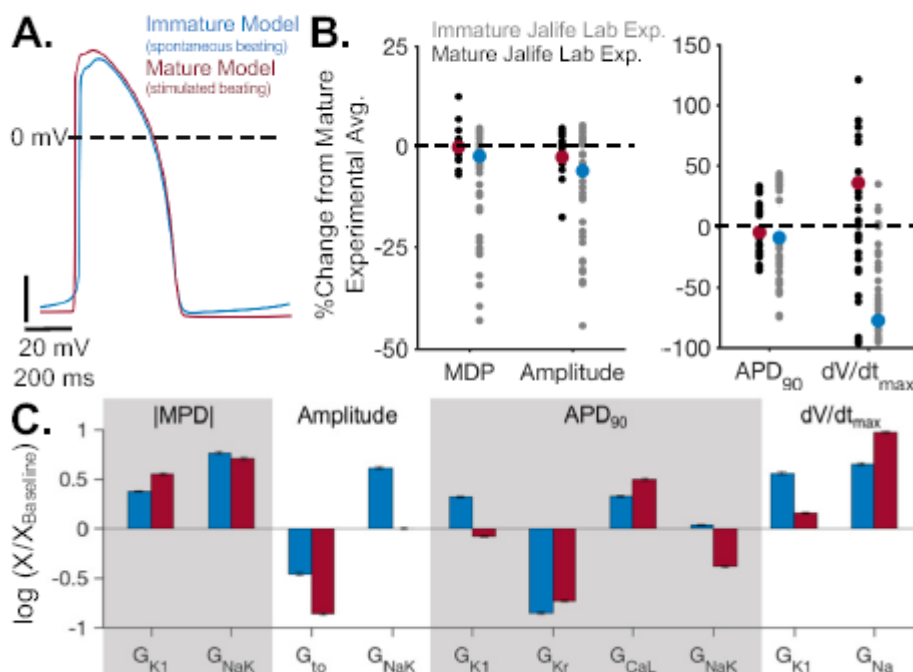 A.
Immature Model
(spontaneous beating)
Mature Model
(stimulated beating)
0 mV
20 mV
200 ms
B.
Immature Jalife Lab Exp.
Mature Jalife Lab Exp.
%Change from Mature
Experimental Avg.
25
0
-25
-50
MDP Amplitude
150
100
50
0
-50
-100
APD90 dV/dtmax
C.
|MPD| Amplitude APD90 dV/dtmax
log (X/XBaseline)
1
0.5
0
-0.5
-1
GK1 GNaK Gto GNaK GK1 GKr GCaL GNaK GK1 GNa